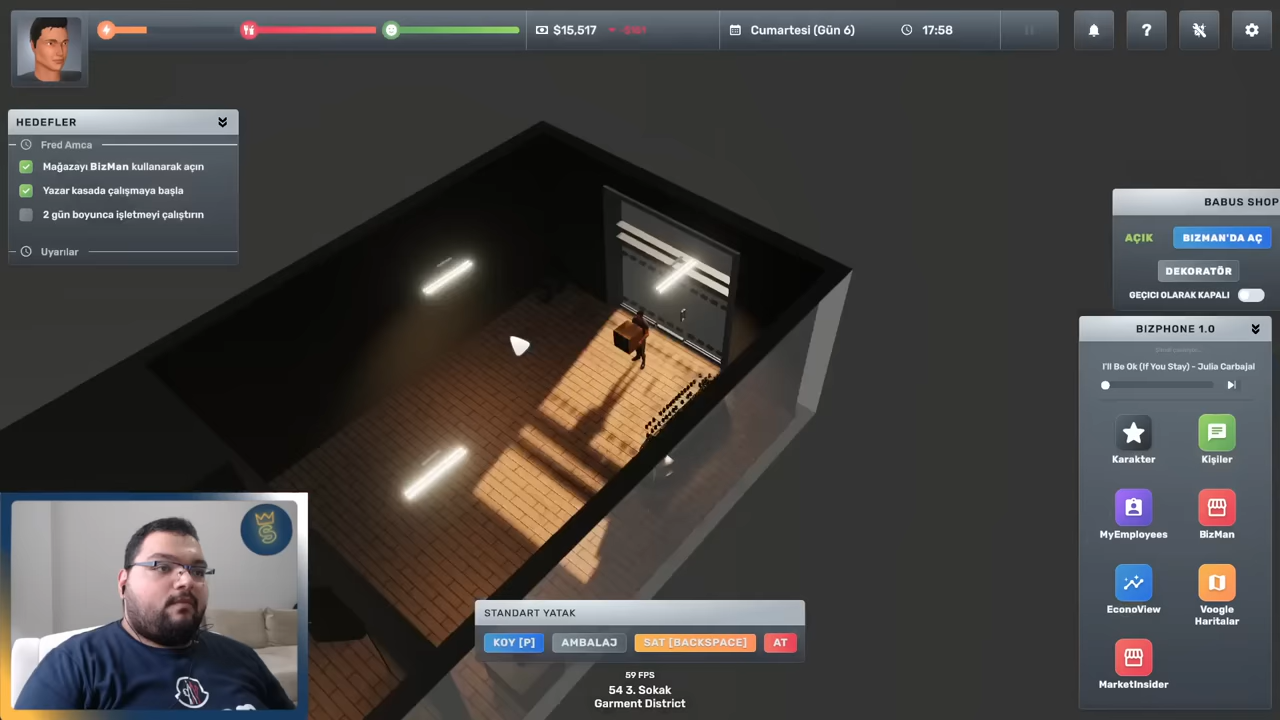 $15,517
Cumartesi (Gün 6)
17:58
?
HEDEFLER
Fred Amca
Mağazayı BizMan kullanarak açın
Yazar kasada çalışmaya başla
2 gün boyunca işletmeyi çalıştırın
Uyarılar
BABUS SHOP
AÇIK
BIZMAN'DA AÇ
DEKORATÖR
GEÇICI OLARAK KAPALI
BIZPHONE 1.0
I'll Be Ok (If You Stay) - Julia Carbajal
Karakter
Kişiler
MyEmployees
BizMan
EconoView
Voogle
Haritalar
MarketInsider
STANDART YATAK
KOY [P]
AMBALAJ
SAT [BACKSPACE]
AT
59 FPS
54 3. Sokak
Garment District
S